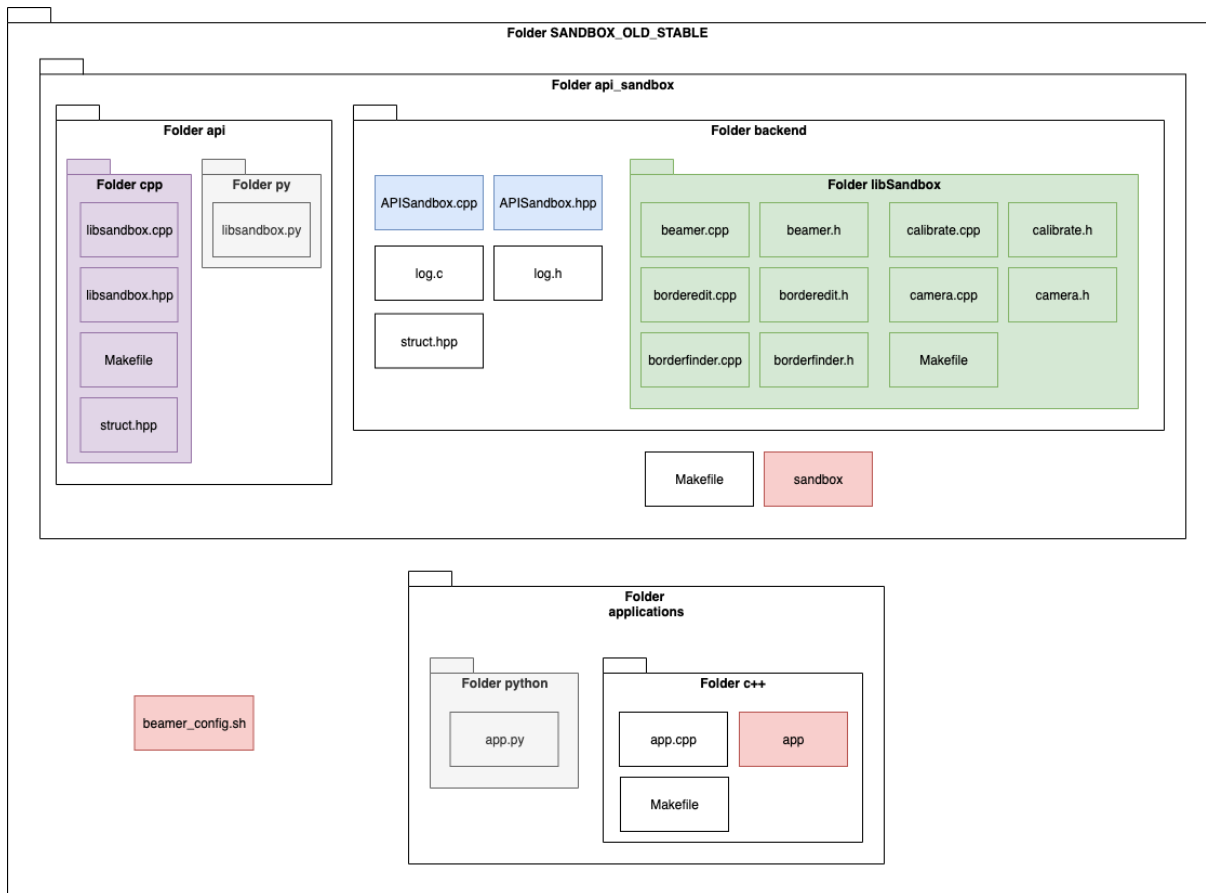 Folder SANDBOX_OLD_STABLE
Folder api_sandbox
Folder api
Folder cpp
libsandbox.cpp
libsandbox.hpp
Makefile
struct.hpp
Folder py
libsandbox.py
Folder backend
APISandbox.cpp
APISandbox.hpp
log.c
log.h
struct.hpp
Folder libSandbox
beamer.cpp
beamer.h
calibrate.cpp
calibrate.h
borderedit.cpp
borderedit.h
camera.cpp
camera.h
borderfinder.cpp
borderfinder.h
Makefile
Makefile
sandbox
Folder
applications
Folder python
app.py
Folder c++
app.cpp
app
Makefile
beamer_config.sh